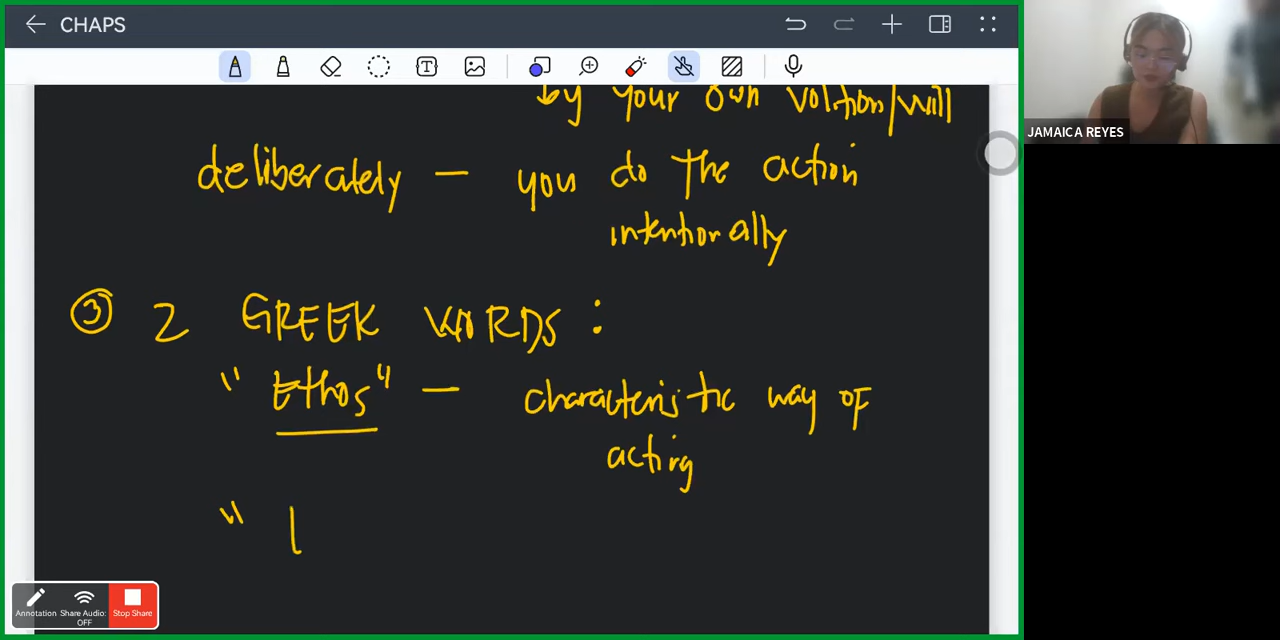 CHAPS
JAMAICA REYES
by your own volition/will
deliberately — you do the action
intentionally
③ 2 GREEK WORDS:
"Ethos" — characteristic way of
acting
" l
Annotation Share Audio: OFF Stop Share